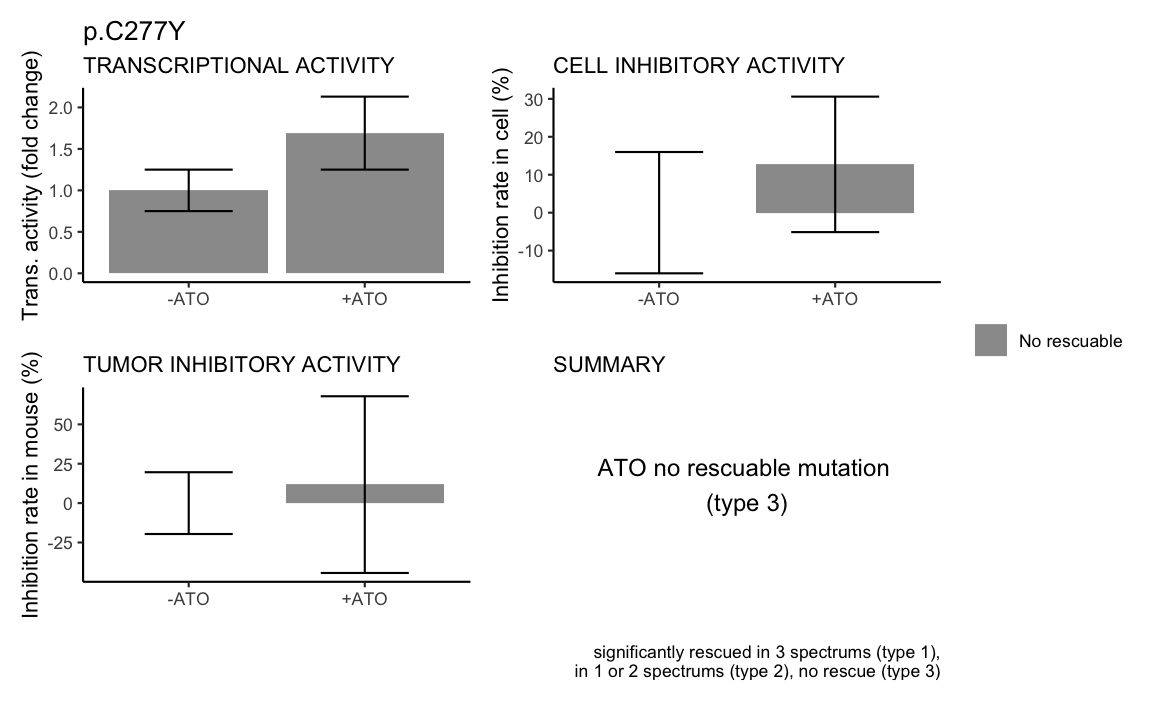 p.C277Y
TRANSCRIPTIONAL ACTIVITY
Trans. activity (fold change)
2.0
1.5
1.0
0.5
0.0
-ATO
+ATO
CELL INHIBITORY ACTIVITY
Inhibition rate in cell (%)
30
20
10
0
-10
-ATO
+ATO
No rescuable
TUMOR INHIBITORY ACTIVITY
Inhibition rate in mouse (%)
50
25
0
-25
-ATO
+ATO
SUMMARY
ATO no rescuable mutation
(type 3)
significantly rescued in 3 spectrums (type 1),
in 1 or 2 spectrums (type 2), no rescue (type 3)